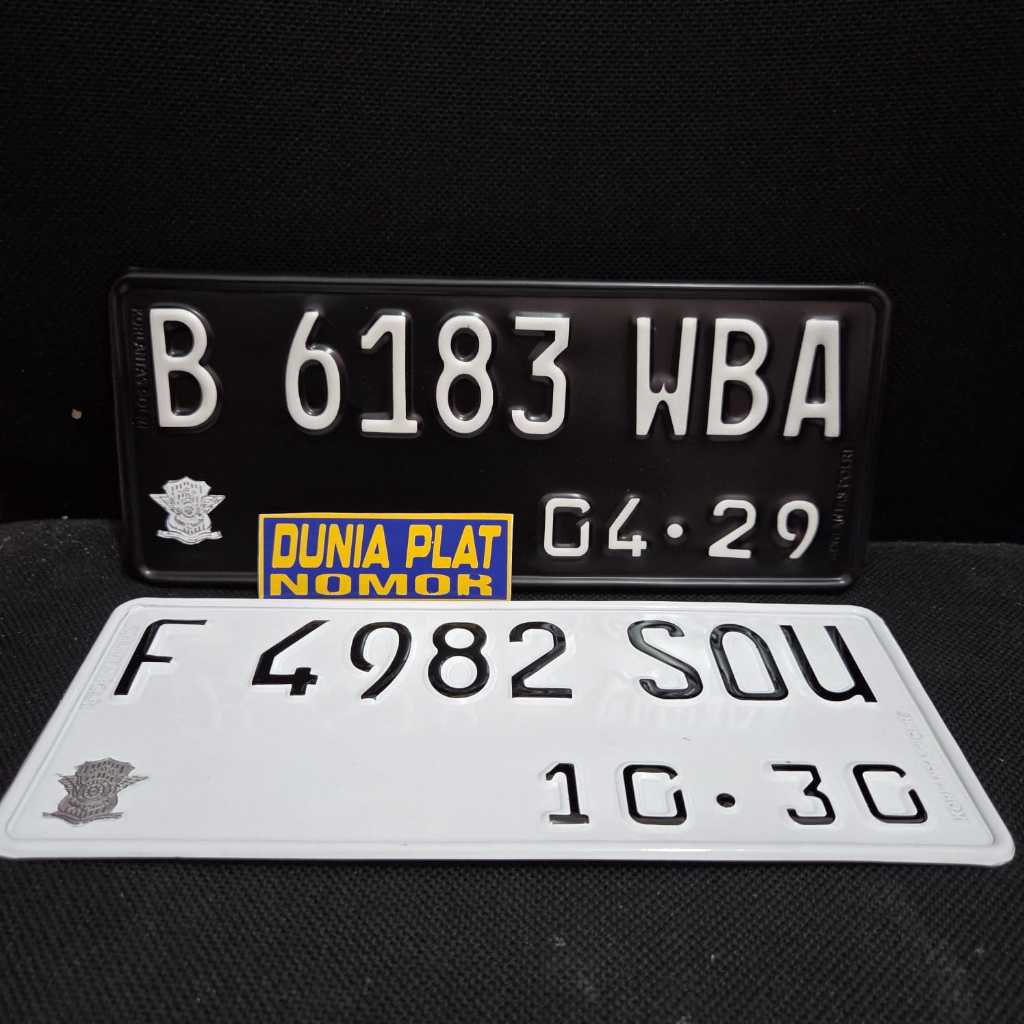 B 6183 WBA
04·29
DUNIA PLAT
NOMOR
F 4982 SOU
10·30